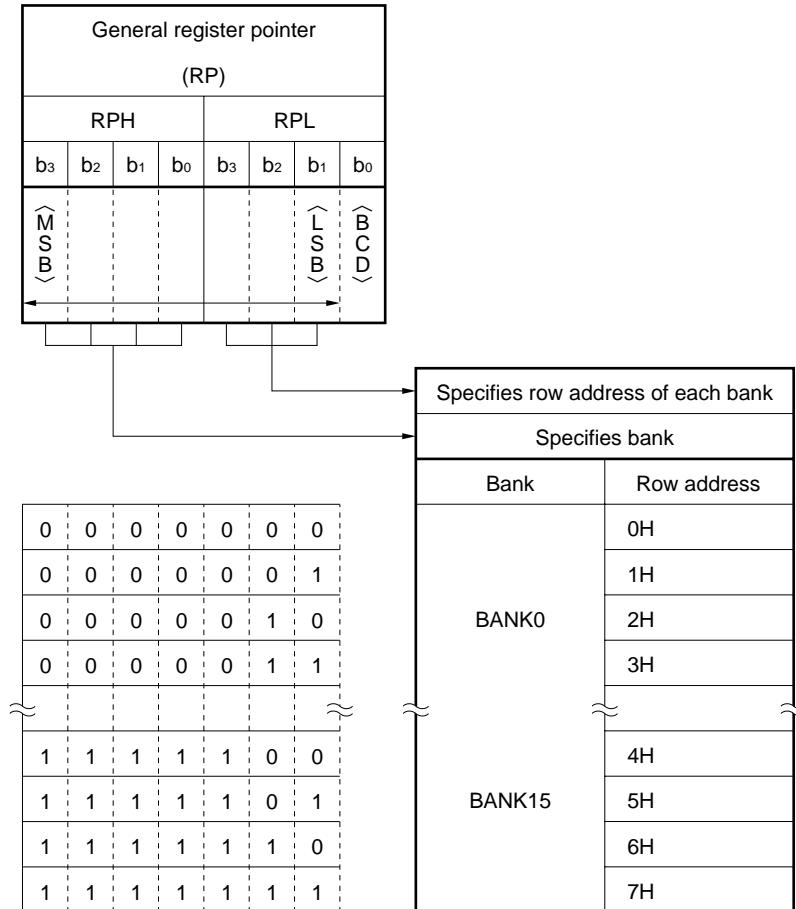 General register pointer
(RP)
RPH RPL
b3 b2 b1 b0 b3 b2 b1 b0
〈MSB〉 〈LSB〉 〈BCD〉
Specifies row address of each bank
Specifies bank
Bank Row address
0 0 0 0 0 0 0 0H
0 0 0 0 0 0 1 1H
0 0 0 0 0 1 0 BANK0 2H
0 0 0 0 0 1 1 3H
1 1 1 1 1 0 0 4H
1 1 1 1 1 0 1 BANK15 5H
1 1 1 1 1 1 0 6H
1 1 1 1 1 1 1 7H